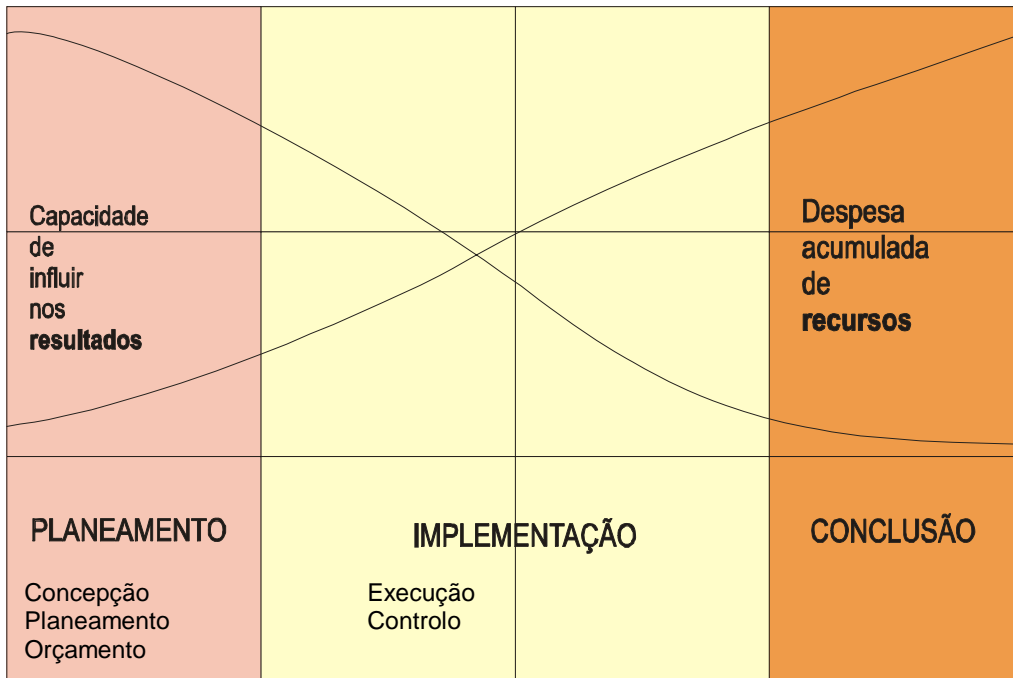 Capacidade
de
influir
nos
resultados
Despesa
acumulada
de
recursos
PLANEAMENTO
IMPLEMENTAÇÃO
CONCLUSÃO
Concepção
Planeamento
Orçamento
Execução
Controlo